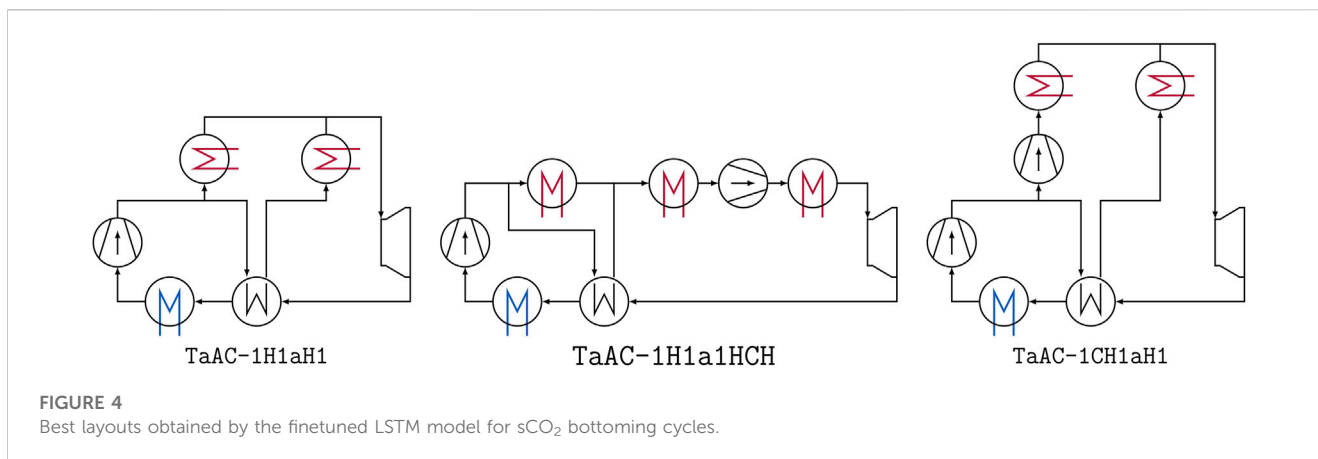 TaAC-1H1aH1
TaAC-1H1a1HCH
TaAC-1CH1aH1
FIGURE 4
Best layouts obtained by the finetuned LSTM model for sCO₂ bottoming cycles.